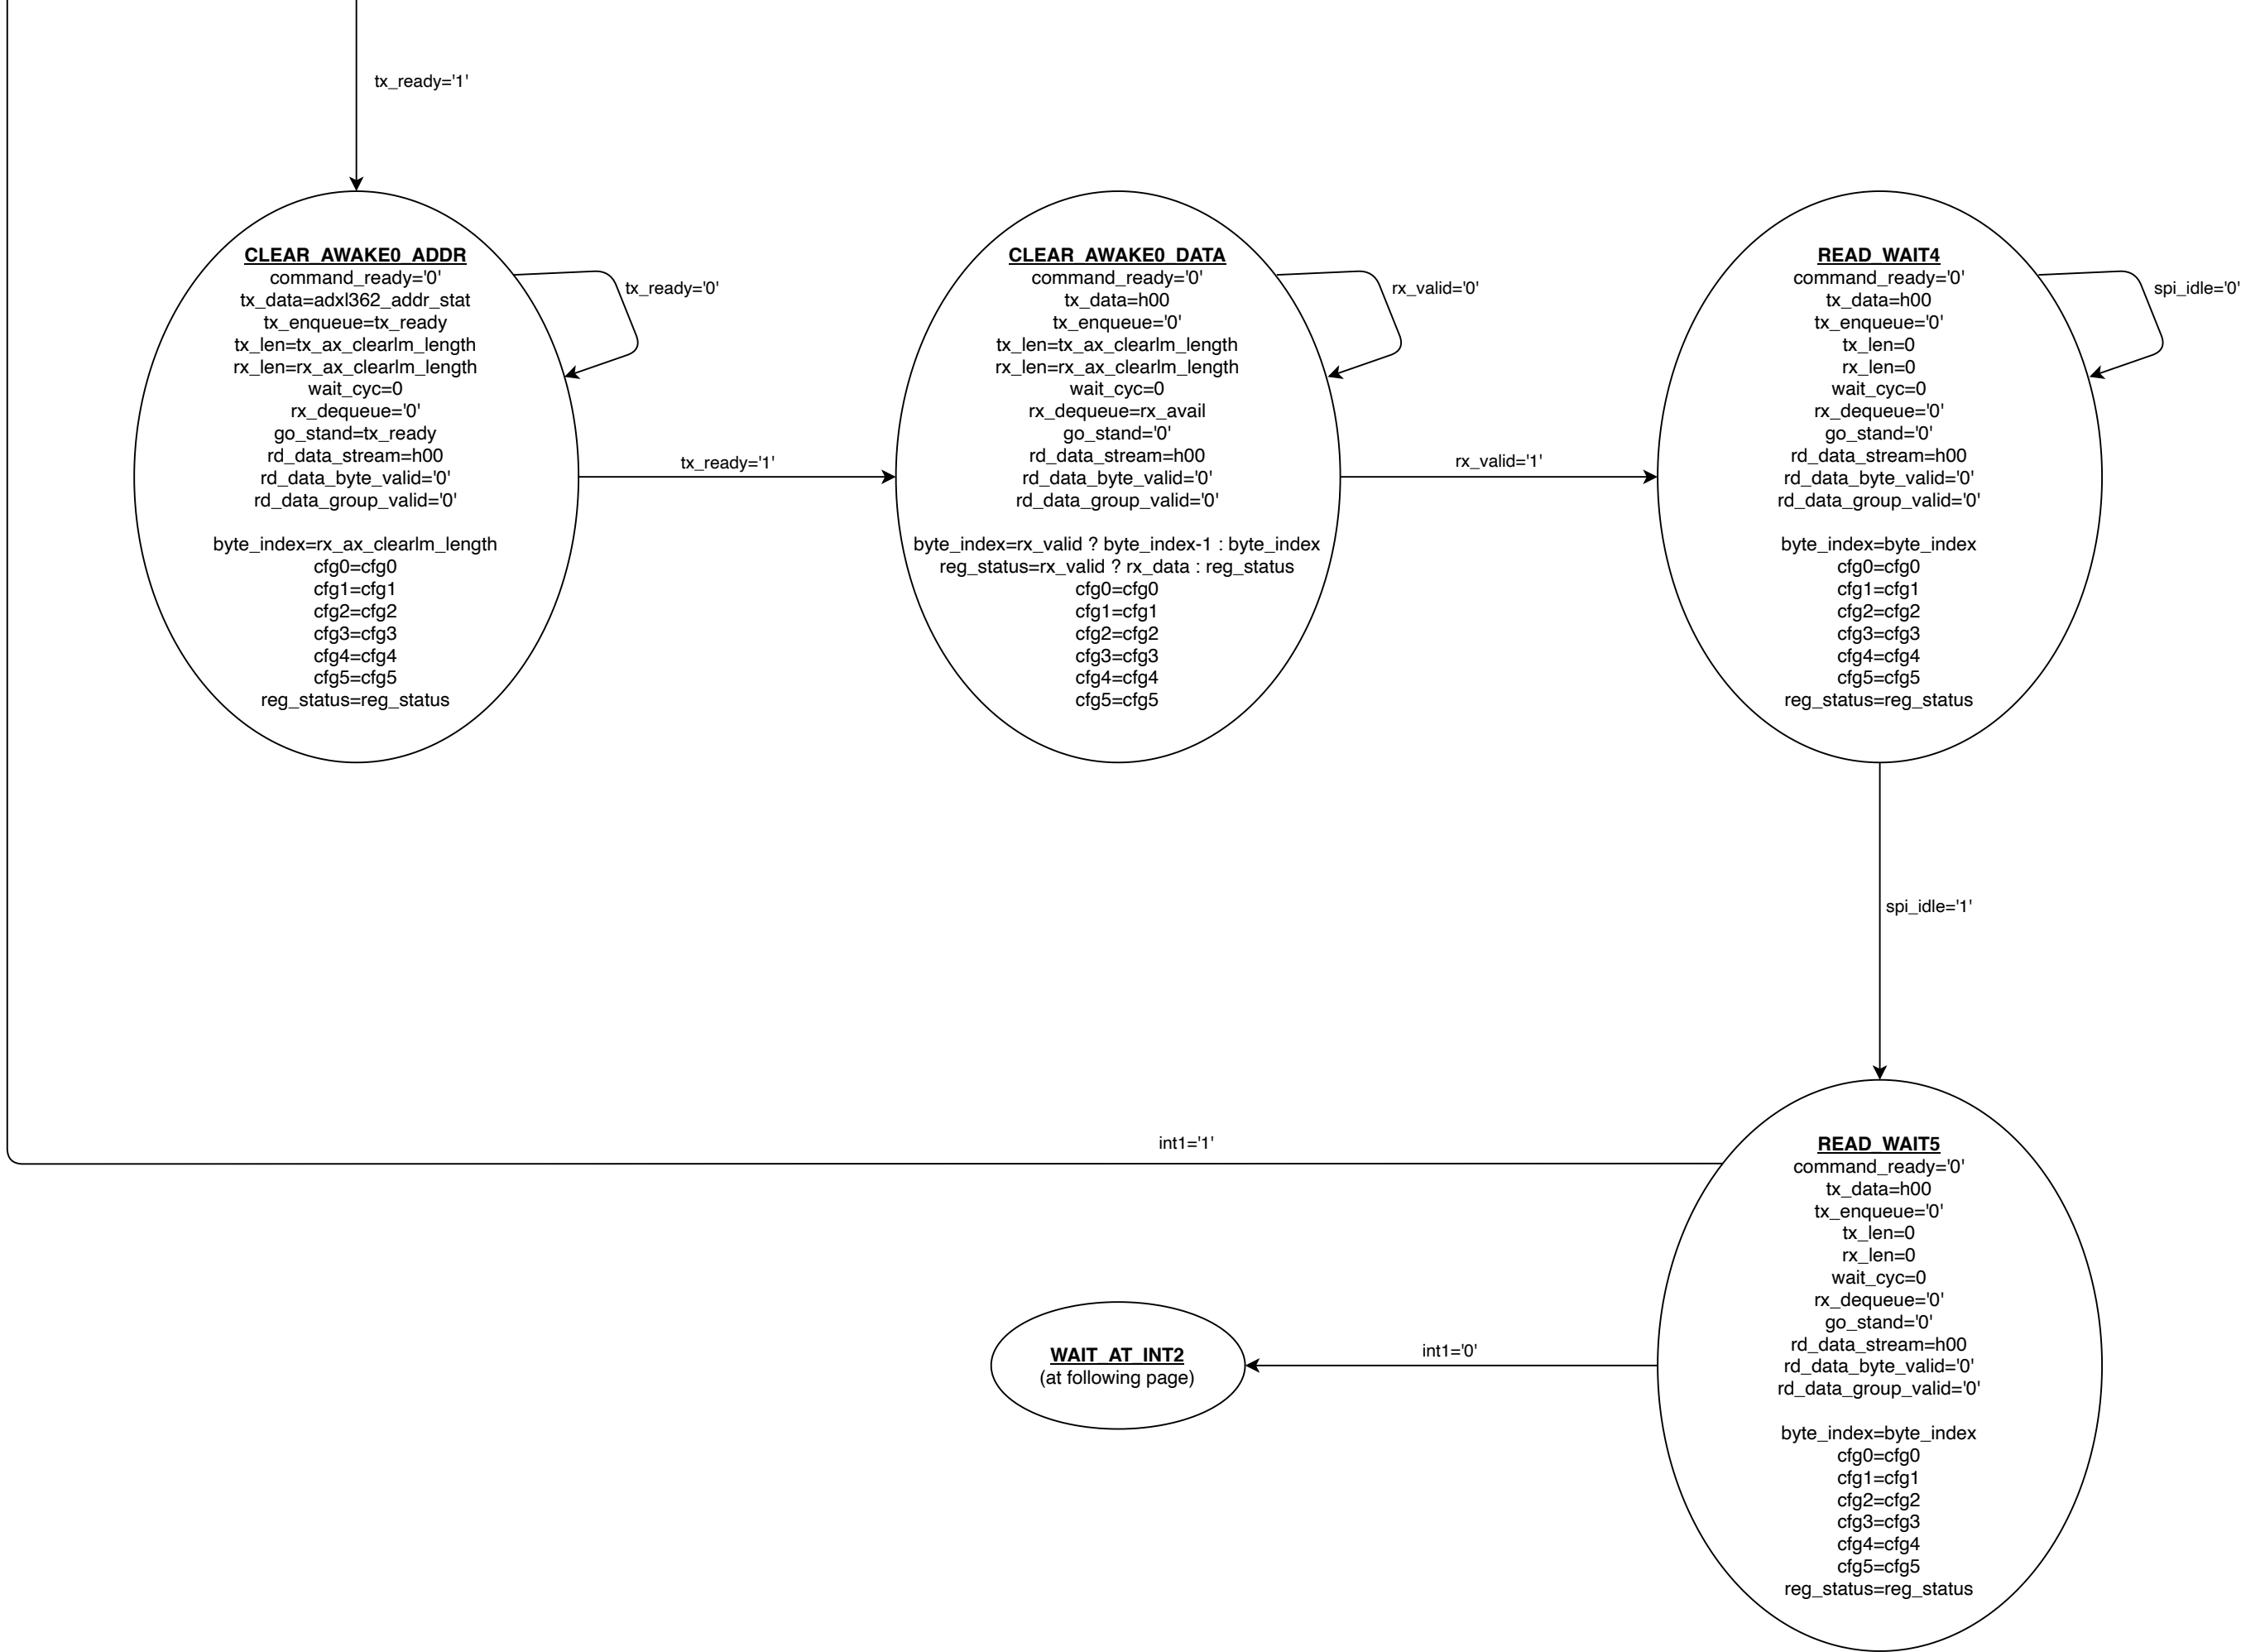 tx_ready='1'
CLEAR_AWAKE0_ADDR
command_ready='0'
tx_data=adxl362_addr_stat
tx_enqueue=tx_ready
tx_len=tx_ax_clearlm_length
rx_len=rx_ax_clearlm_length
wait_cyc=0
rx_dequeue='0'
go_stand=tx_ready
rd_data_stream=h00
rd_data_byte_valid='0'
rd_data_group_valid='0'
byte_index=rx_ax_clearlm_length
cfg0=cfg0
cfg1=cfg1
cfg2=cfg2
cfg3=cfg3
cfg4=cfg4
cfg5=cfg5
reg_status=reg_status
tx_ready='0'
tx_ready='1'
CLEAR_AWAKE0_DATA
command_ready='0'
tx_data=h00
tx_enqueue='0'
tx_len=tx_ax_clearlm_length
rx_len=rx_ax_clearlm_length
wait_cyc=0
rx_dequeue=rx_avail
go_stand='0'
rd_data_stream=h00
rd_data_byte_valid='0'
rd_data_group_valid='0'
byte_index=rx_valid ? byte_index-1 : byte_index
reg_status=rx_valid ? rx_data : reg_status
cfg0=cfg0
cfg1=cfg1
cfg2=cfg2
cfg3=cfg3
cfg4=cfg4
cfg5=cfg5
rx_valid='0'
rx_valid='1'
READ_WAIT4
command_ready='0'
tx_data=h00
tx_enqueue='0'
tx_len=0
rx_len=0
wait_cyc=0
rx_dequeue='0'
go_stand='0'
rd_data_stream=h00
rd_data_byte_valid='0'
rd_data_group_valid='0'
byte_index=byte_index
cfg0=cfg0
cfg1=cfg1
cfg2=cfg2
cfg3=cfg3
cfg4=cfg4
cfg5=cfg5
reg_status=reg_status
spi_idle='0'
spi_idle='1'
int1='1'
READ_WAIT5
command_ready='0'
tx_data=h00
tx_enqueue='0'
tx_len=0
rx_len=0
wait_cyc=0
rx_dequeue='0'
go_stand='0'
rd_data_stream=h00
rd_data_byte_valid='0'
rd_data_group_valid='0'
byte_index=byte_index
cfg0=cfg0
cfg1=cfg1
cfg2=cfg2
cfg3=cfg3
cfg4=cfg4
cfg5=cfg5
reg_status=reg_status
int1='0'
WAIT_AT_INT2
(at following page)